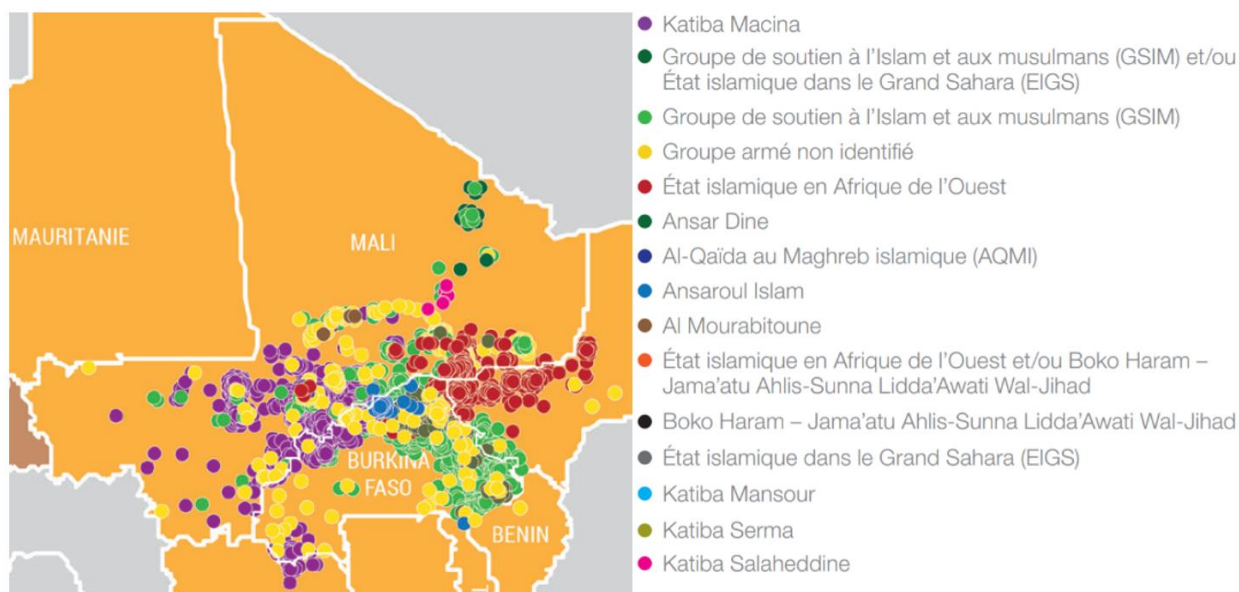 MAURITANIE
MALI
BURKINA
FASO
BENIN
Katiba Macina
Groupe de soutien à l'Islam et aux musulmans (GSIM) et/ou
État islamique dans le Grand Sahara (EIGS)
Groupe de soutien à l'Islam et aux musulmans (GSIM)
Groupe armé non identifié
État islamique en Afrique de l'Ouest
Ansar Dine
Al-Qaïda au Maghreb islamique (AQMI)
Ansaroul Islam
Al Mourabitoune
État islamique en Afrique de l'Ouest et/ou Boko Haram –
Jama'atu Ahlis-Sunna Lidda'Awati Wal-Jihad
Boko Haram – Jama'atu Ahlis-Sunna Lidda'Awati Wal-Jihad
État islamique dans le Grand Sahara (EIGS)
Katiba Mansour
Katiba Serma
Katiba Salaheddine